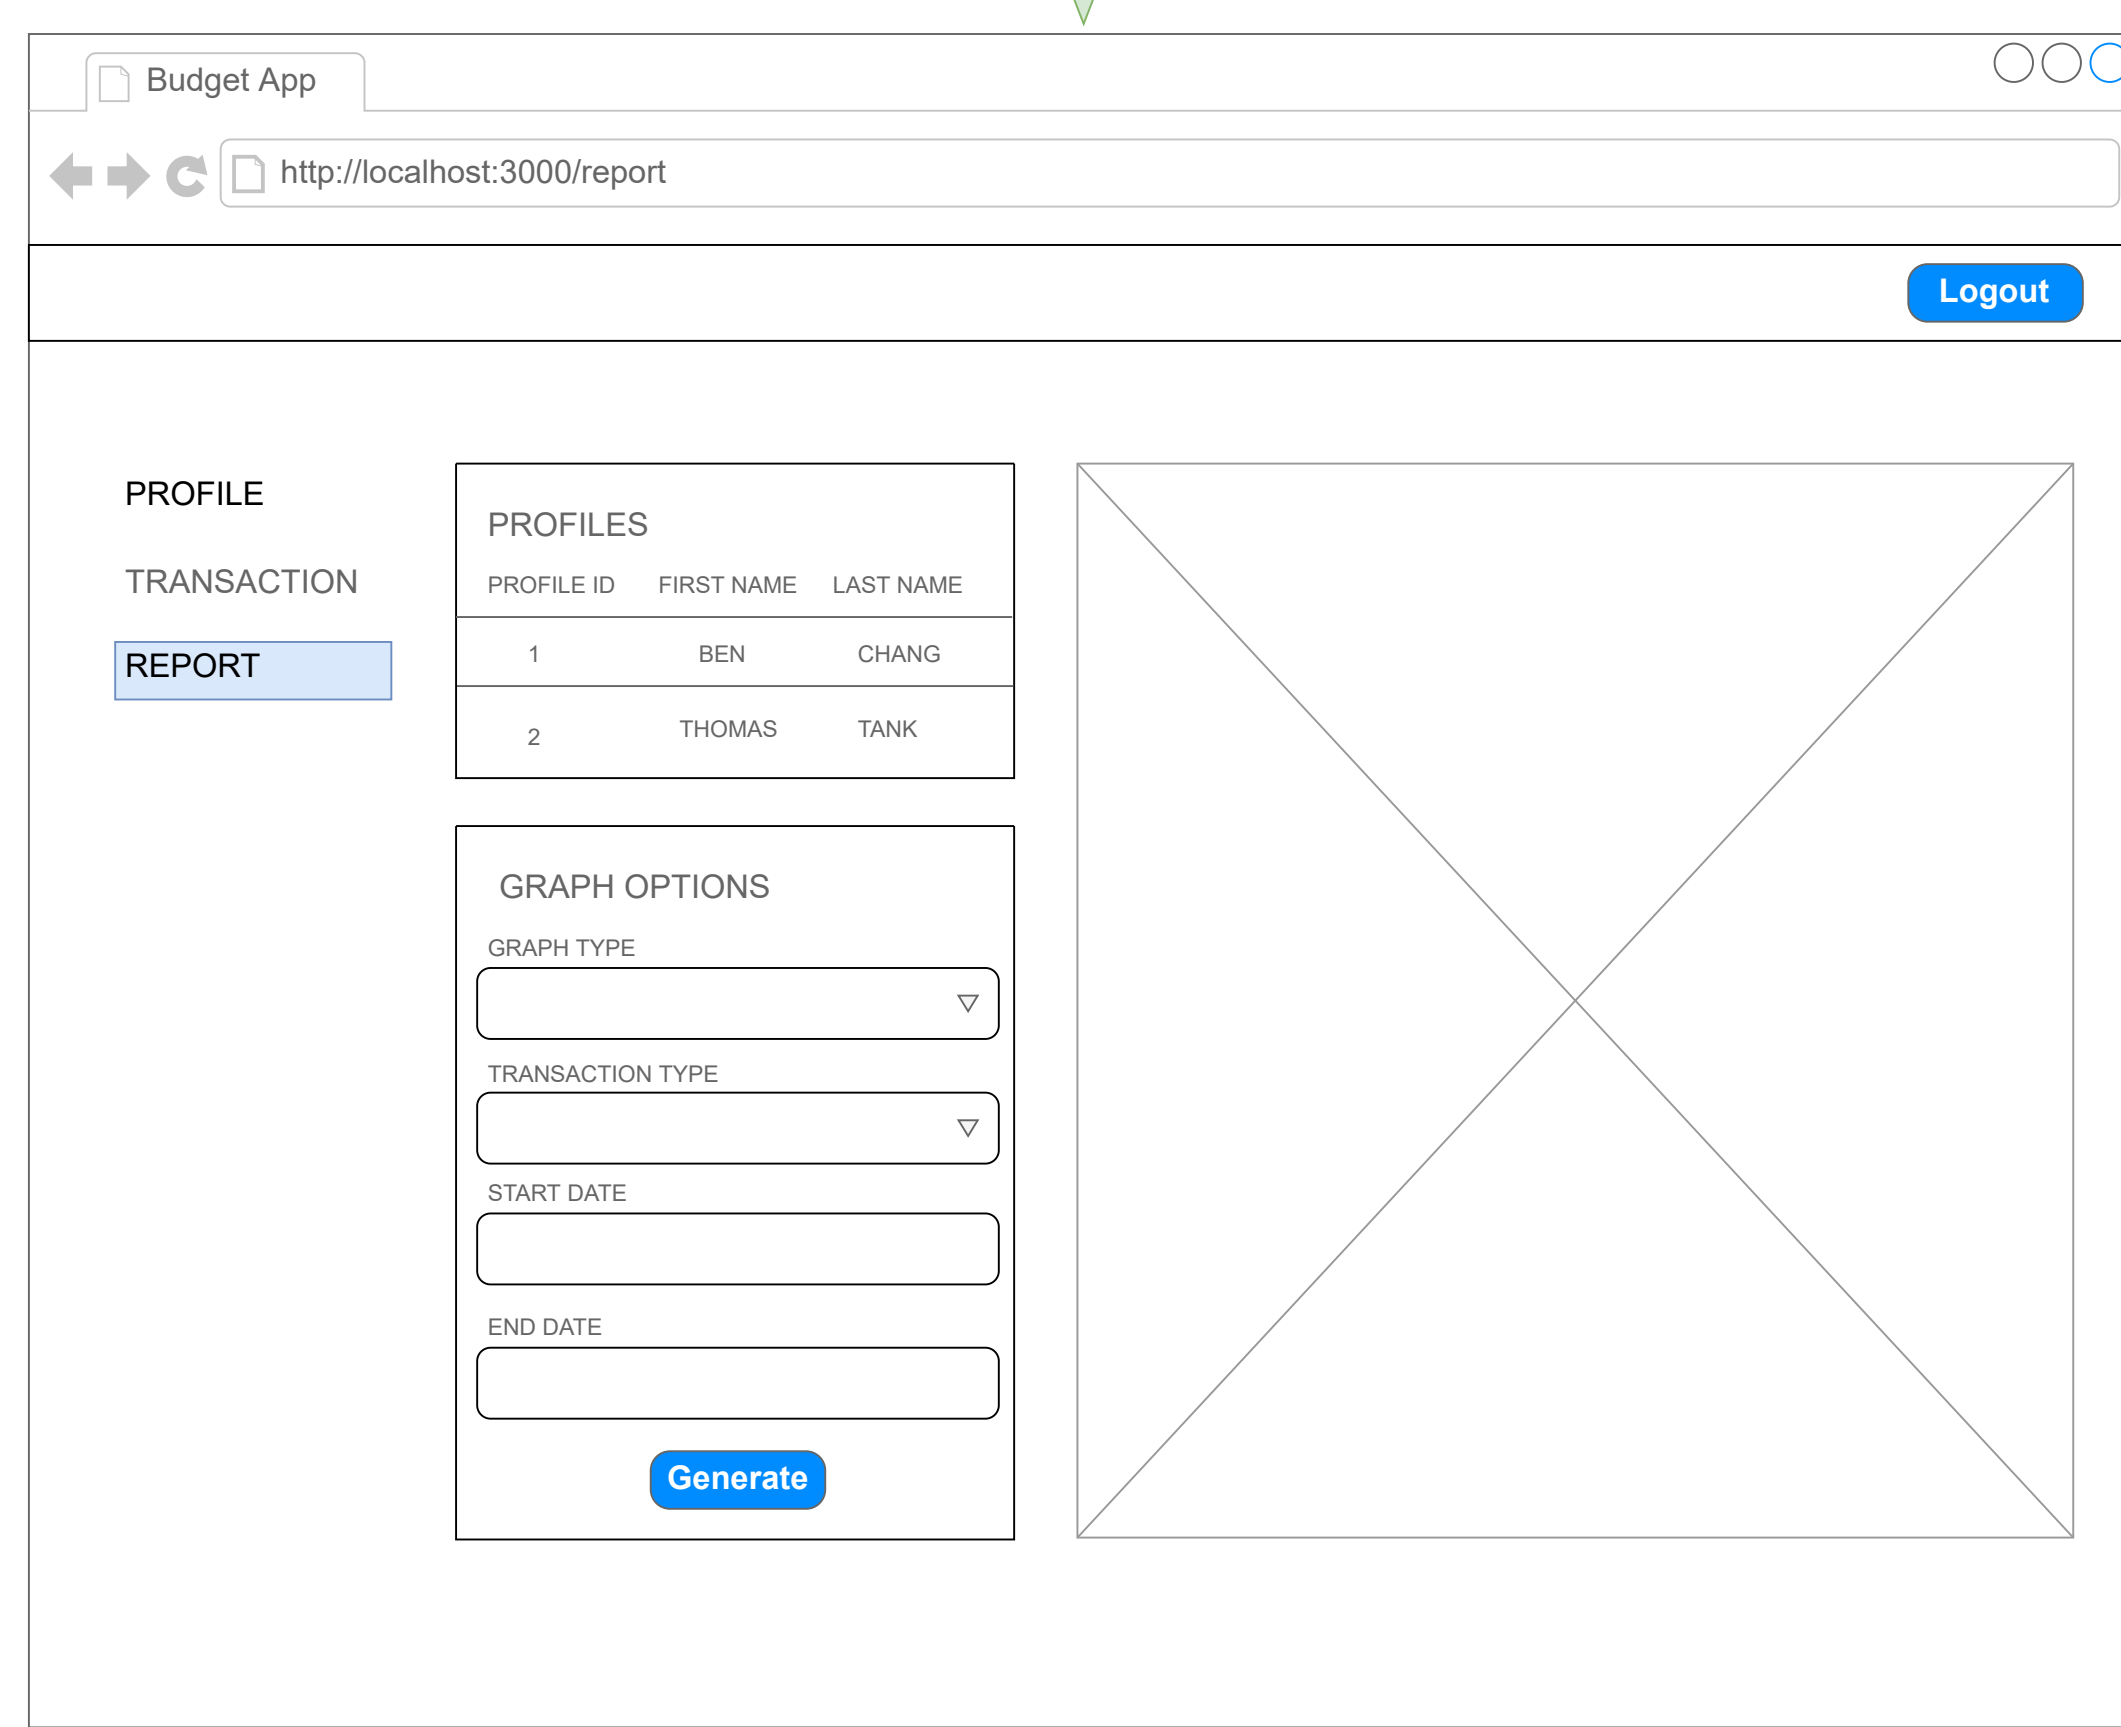 Budget App
http://localhost:3000/report
Logout
PROFILE
TRANSACTION
REPORT
PROFILES
PROFILE ID FIRST NAME LAST NAME
1 BEN CHANG
2 THOMAS TANK
GRAPH OPTIONS
GRAPH TYPE
TRANSACTION TYPE
START DATE
END DATE
Generate